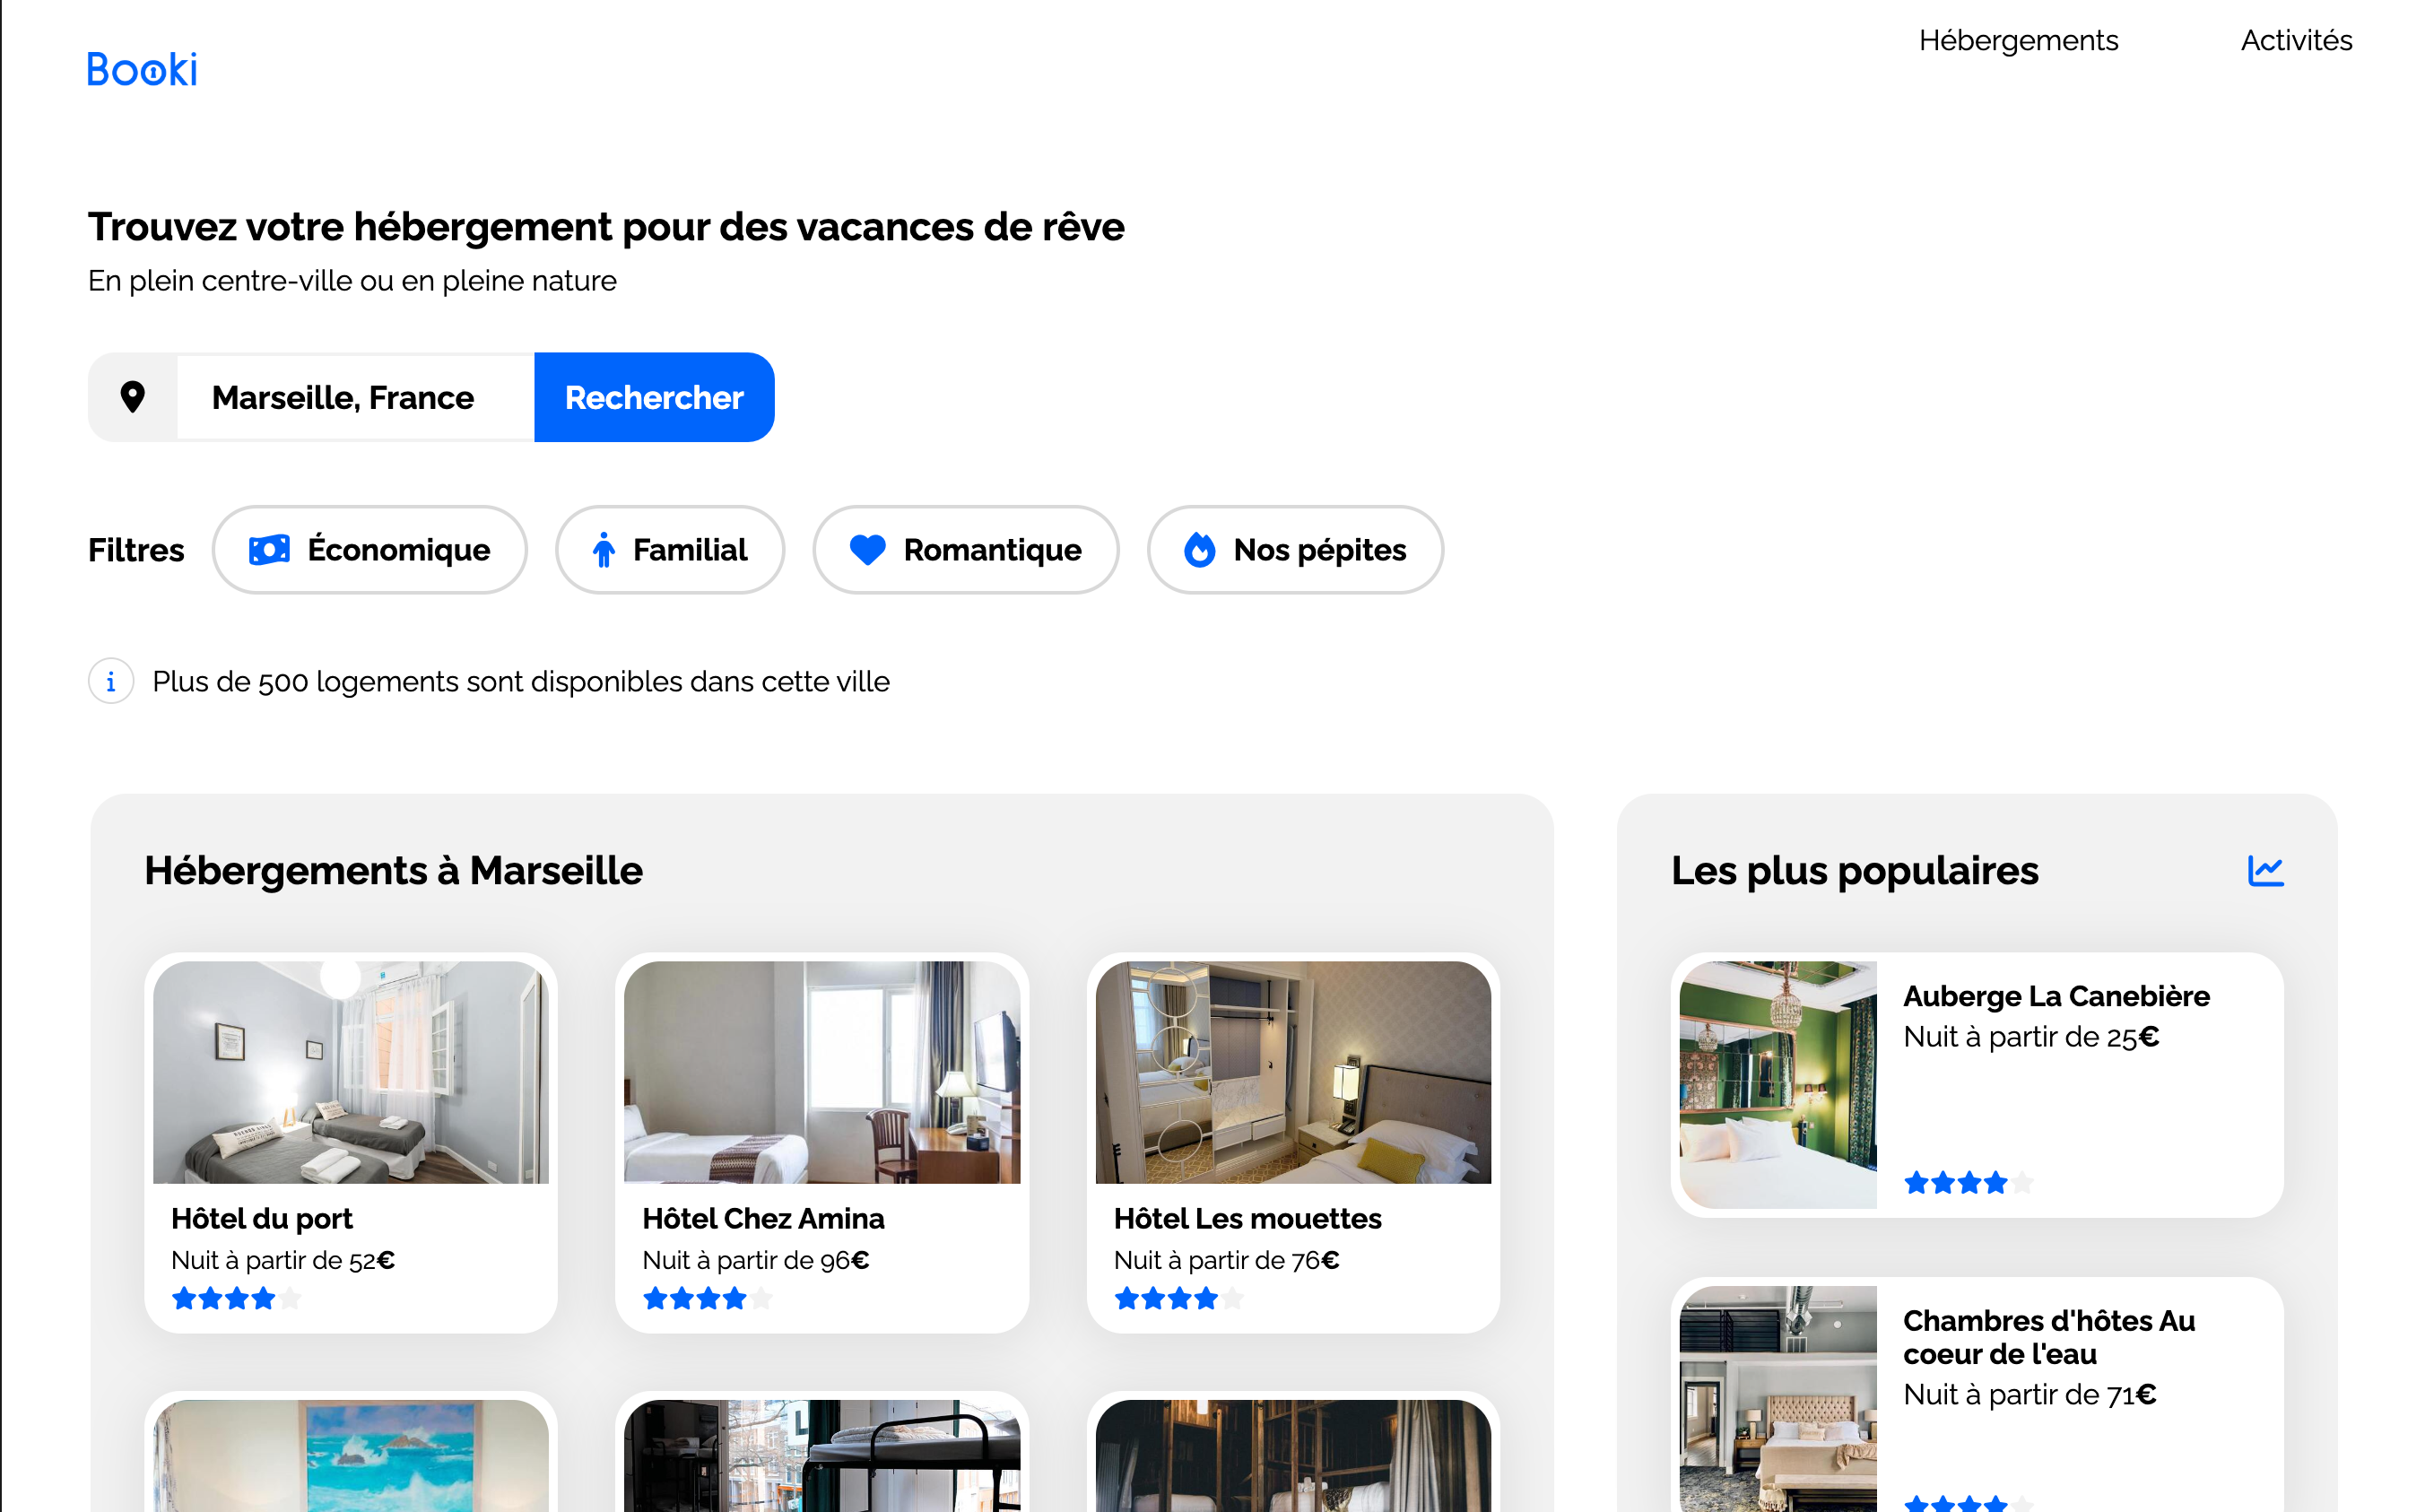 Booki
Hébergements
Activités
Trouvez votre hébergement pour des vacances de rêve
En plein centre-ville ou en pleine nature
Marseille, France
Rechercher
Filtres
Économique
Familial
Romantique
Nos pépites
Plus de 500 logements sont disponibles dans cette ville
Hébergements à Marseille
Hôtel du port
Nuit à partir de 52€
Hôtel Chez Amina
Nuit à partir de 96€
Hôtel Les mouettes
Nuit à partir de 76€
Les plus populaires
Auberge La Canebière
Nuit à partir de 25€
Chambres d'hôtes Au
coeur de l'eau
Nuit à partir de 71€